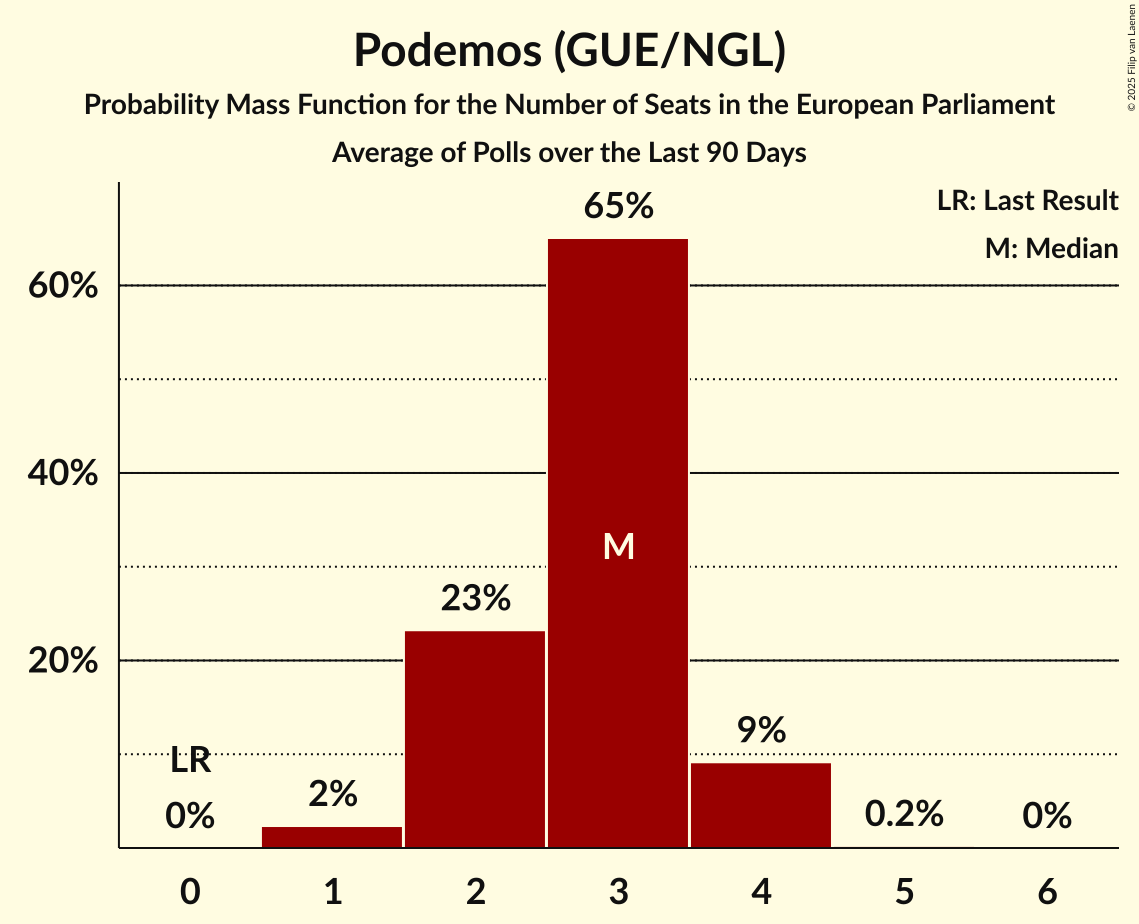 Podemos (GUE/NGL)
Probability Mass Function for the Number of Seats in the European Parliament
Average of Polls over the Last 90 Days
© 2025 Filip van Laenen
LR: Last Result
M: Median
65%
60%
40%
M
23%
20%
9%
LR
2%
0%
0.2%
0%
0 1 2 3 4 5 6